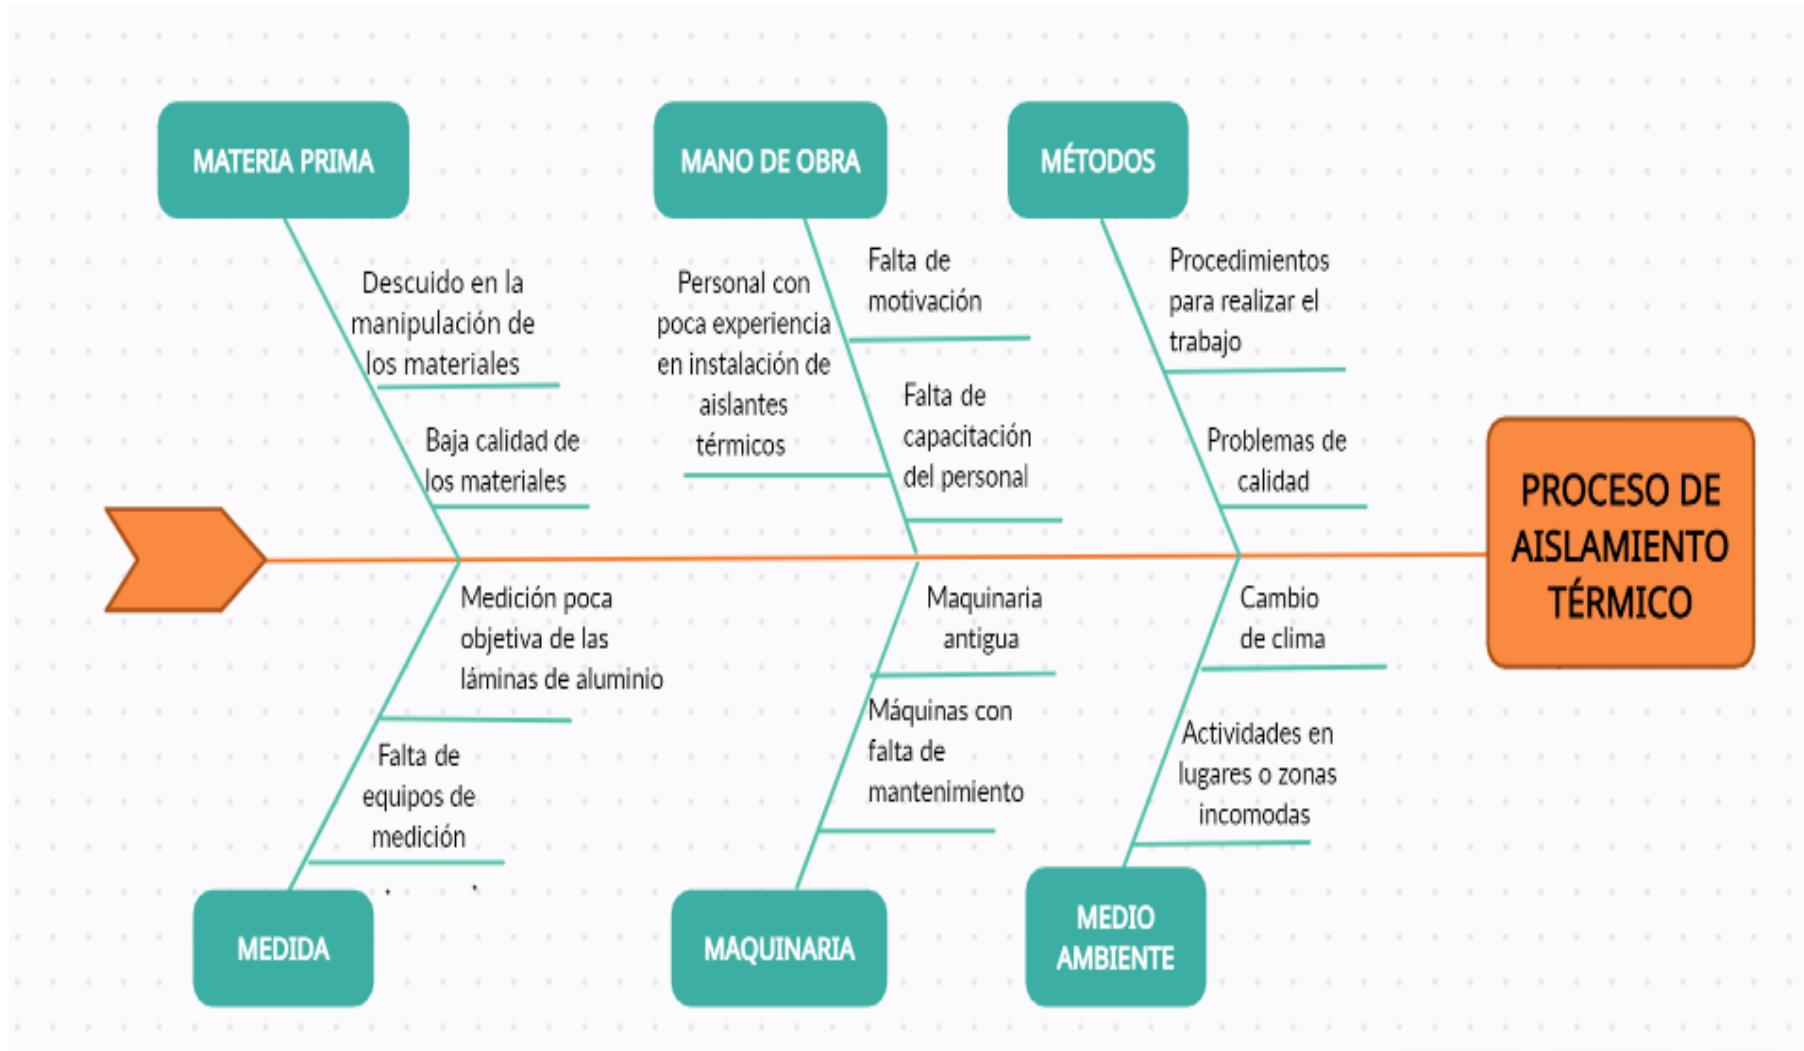 MATERIA PRIMA
MANO DE OBRA
MÉTODOS
Descuido en la
manipulación de
los materiales
Baja calidad de
los materiales
Personal con
poca experiencia
en instalación de
aislantes
térmicos
Falta de
motivación
Falta de
capacitación
del personal
Procedimientos
para realizar el
trabajo
Problemas de
calidad
PROCESO DE
AISLAMIENTO
TÉRMICO
Medición poca
objetiva de las
láminas de aluminio
Falta de
equipos de
medición
Maquinaria
antigua
Máquinas con
falta de
mantenimiento
Cambio
de clima
Actividades en
lugares o zonas
incomodas
MEDIDA
MAQUINARIA
MEDIO
AMBIENTE